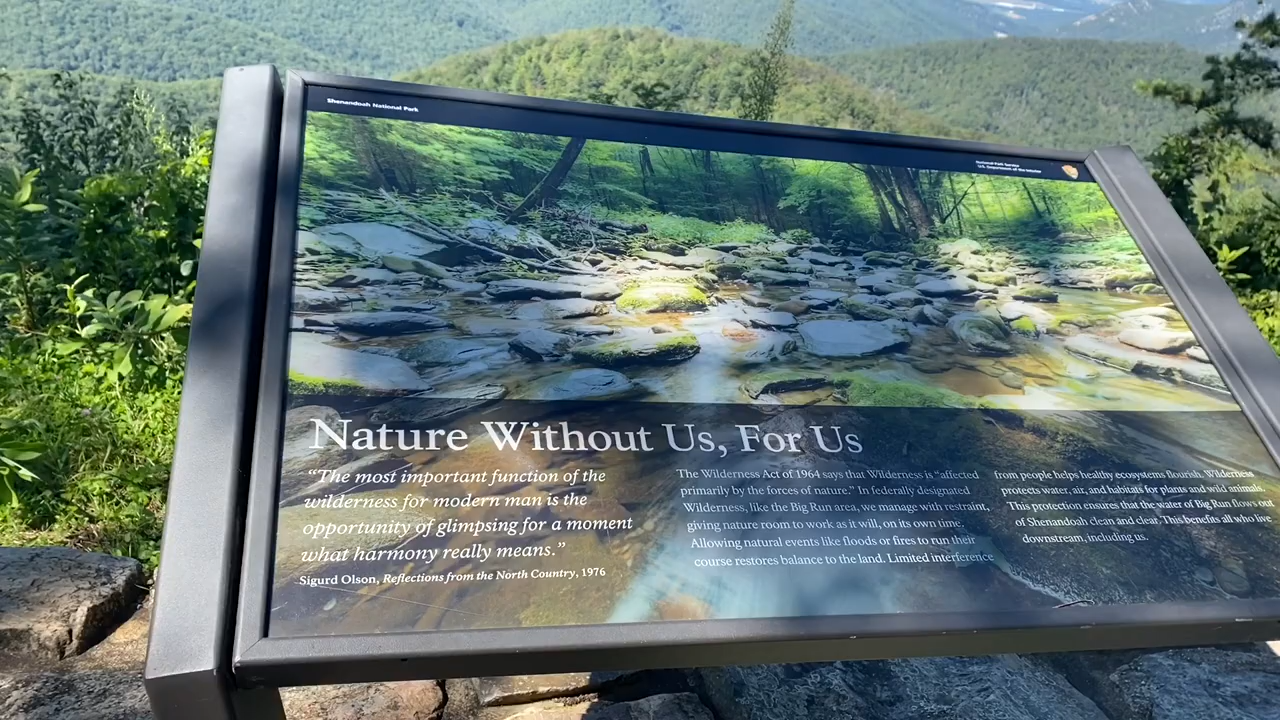 Shenandoah National Park
National Park Service
U.S. Department of the Interior
Nature Without Us, For Us
“The most important function of the
wilderness for modern man is the
opportunity of glimpsing for a moment
what harmony really means.”
Sigurd Olson, Reflections from the North Country, 1976
The Wilderness Act of 1964 says that Wilderness is “affected
primarily by the forces of nature.” In federally designated
Wilderness, like the Big Run area, we manage with restraint,
giving nature room to work as it will, on its own time.
Allowing natural events like floods or fires to run their
course restores balance to the land. Limited interference
from people helps healthy ecosystems flourish. Wilderness
protects water, air, and habitats for plants and wild animals.
This protection ensures that the water of Big Run flows out
of Shenandoah clean and clear. This benefits all who live
downstream, including us.